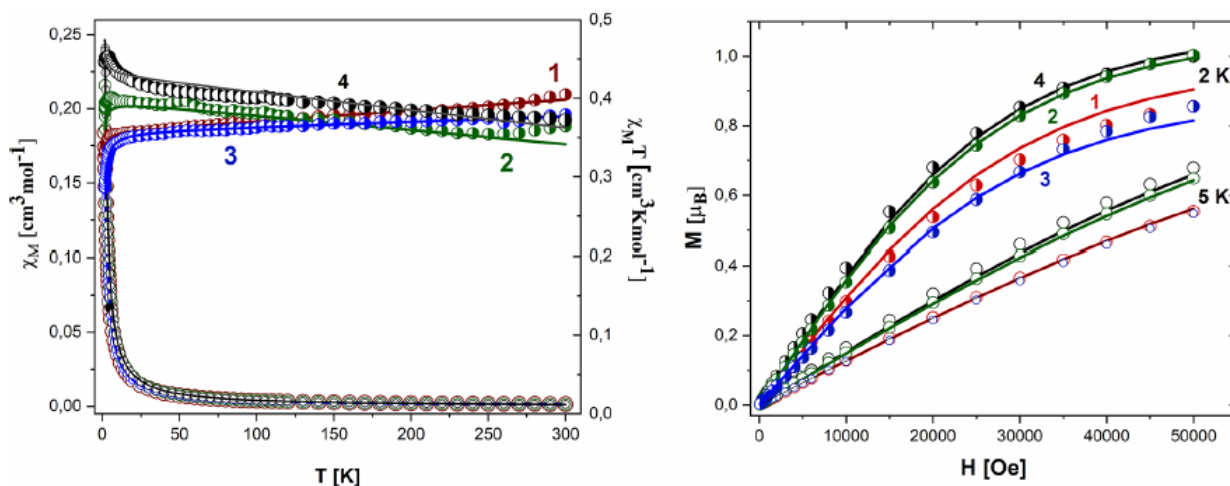 0,25
0,20
0,15
0,10
0,05
0,00
χM [cm³mol⁻¹]
0,5
0,4
0,3
0,2
0,1
0,0
χMT [cm³Kmol⁻¹]
4
1
3
2
0 50 100 150 200 250 300
T [K]
1,0
0,8
0,6
0,4
0,2
0,0
M [μB]
4
2 K
1
2
3
5 K
0 10000 20000 30000 40000 50000
H [Oe]